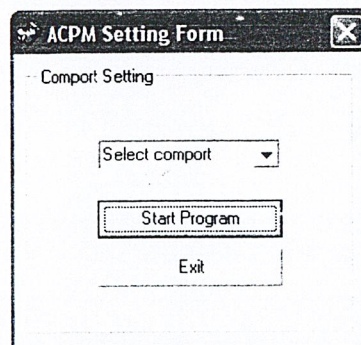 ACPM Setting Form
Comport Setting
Select comport
Start Program
Exit